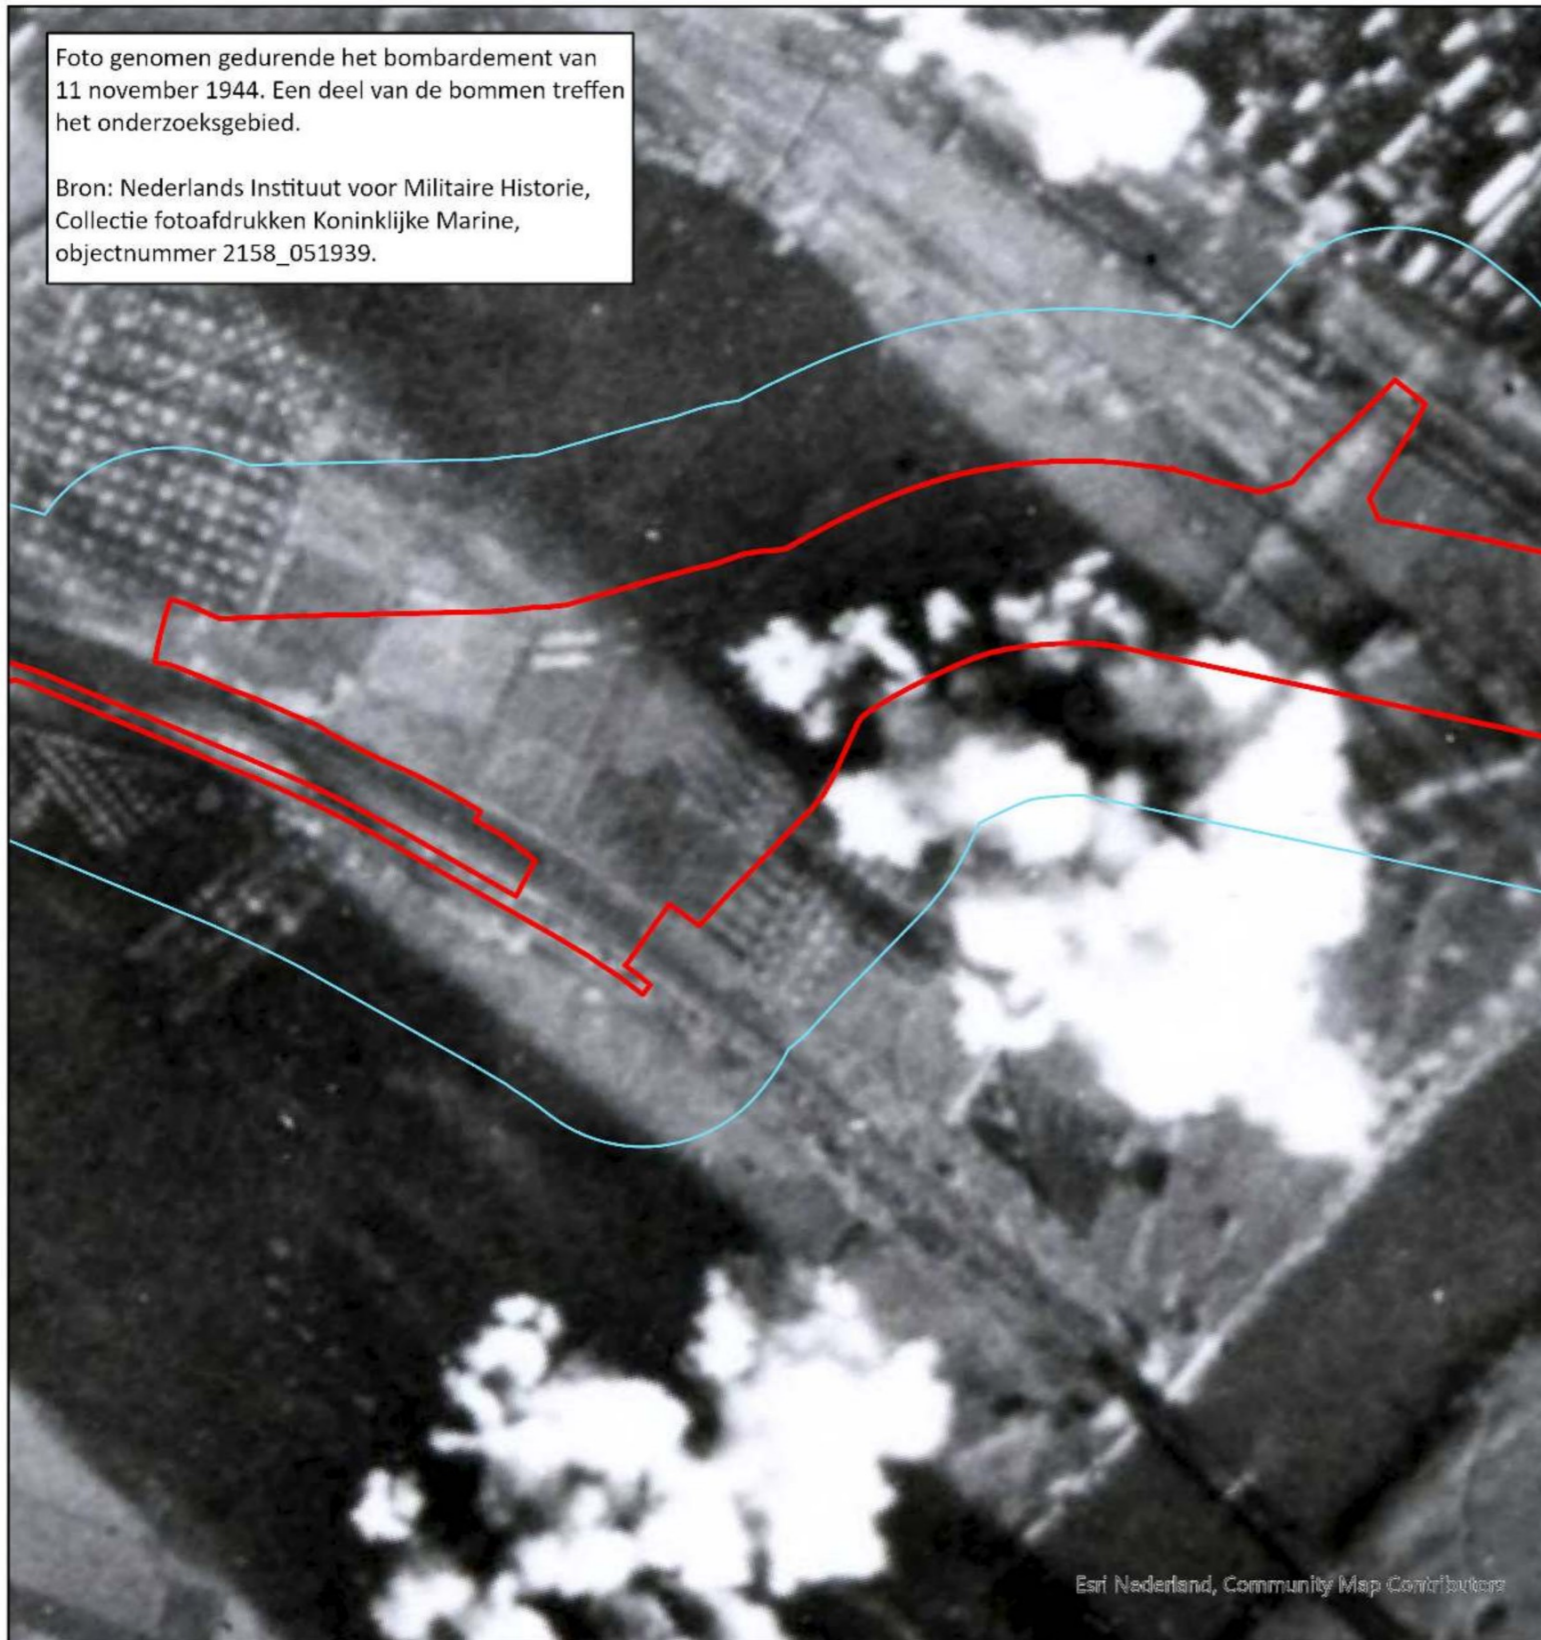 Foto genomen gedurende het bombardement van
11 november 1944. Een deel van de bommen treffen
het onderzoeksgebied.
Bron: Nederlands Instituut voor Militaire Historie,
Collectie fotoafdrukken Koninklijke Marine,
objectnummer 2158_051939.
Esri Nederland, Community Map Contributors